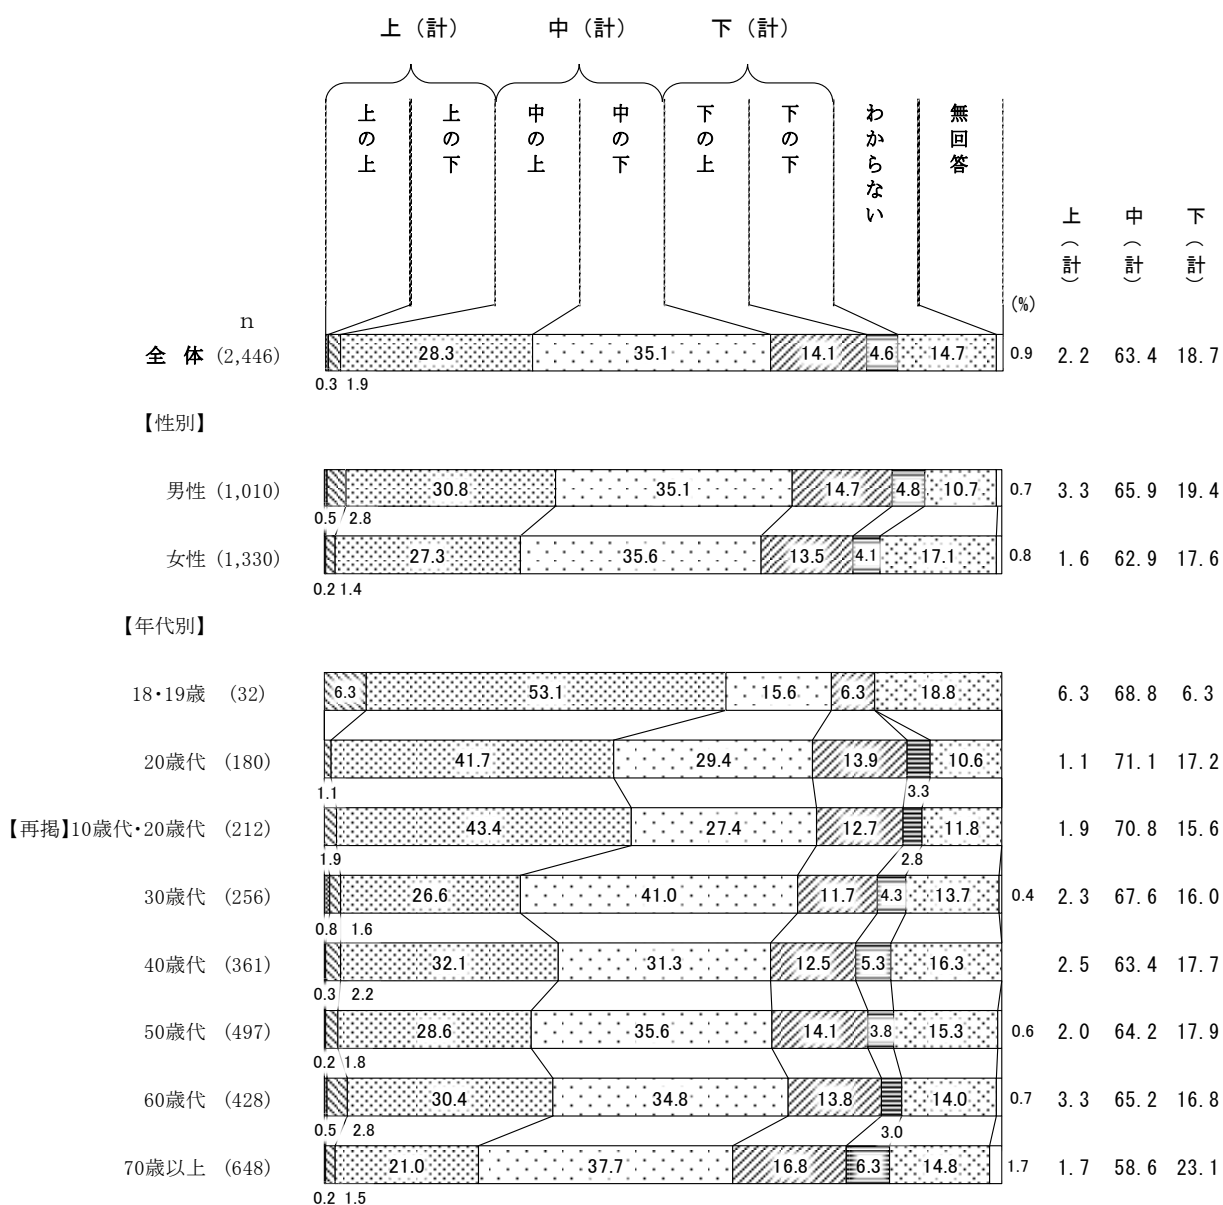 上（計） 中（計） 下（計）
上の上 上の下 中の上 中の下 下の上 下の下 わからない 無回答
上（計） 中（計） 下（計）
(%)
n
全 体 (2,446) 28.3 35.1 14.1 4.6 14.7 0.9 2.2 63.4 18.7
0.3 1.9
【性別】
男性 (1,010) 30.8 35.1 14.7 4.8 10.7 0.7 3.3 65.9 19.4
0.5 2.8
女性 (1,330) 27.3 35.6 13.5 4.1 17.1 0.8 1.6 62.9 17.6
0.2 1.4
【年代別】
18・19歳 (32) 6.3 53.1 15.6 6.3 18.8 6.3 68.8 6.3
20歳代 (180) 41.7 29.4 13.9 10.6 1.1 71.1 17.2
1.1 3.3
【再掲】10歳代・20歳代 (212) 43.4 27.4 12.7 11.8 1.9 70.8 15.6
1.9 2.8
30歳代 (256) 26.6 41.0 11.7 4.3 13.7 0.4 2.3 67.6 16.0
0.8 1.6
40歳代 (361) 32.1 31.3 12.5 5.3 16.3 2.5 63.4 17.7
0.3 2.2
50歳代 (497) 28.6 35.6 14.1 3.8 15.3 0.6 2.0 64.2 17.9
0.2 1.8
60歳代 (428) 30.4 34.8 13.8 14.0 0.7 3.3 65.2 16.8
0.5 2.8 3.0
70歳以上 (648) 21.0 37.7 16.8 6.3 14.8 1.7 1.7 58.6 23.1
0.2 1.5